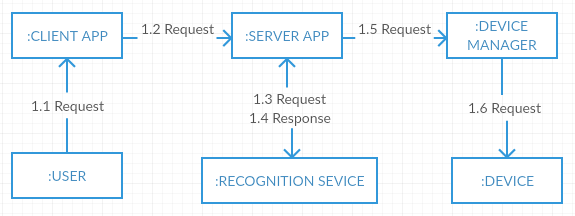 :CLIENT APP
1.2 Request
:SERVER APP
1.5 Request
:DEVICE
MANAGER
1.1 Request
1.3 Request
1.4 Response
1.6 Request
:USER
:RECOGNITION SEVICE
:DEVICE